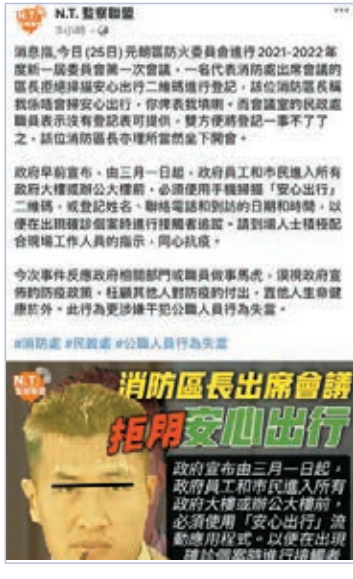 N.T. 監察聯盟
9小時 ·
消息指,今日 (25日) 元朗區防火委員會進行 2021-2022年
度新一屆委員會第一次會議,一名代表消防處出席會議的
區長拒絕掃描安心出行二維碼進行登記,該位消防區長稱
我係唔會掃安心出行,你俾表我填喇。而會議室的民政處
職員表示沒有登記表可提供,雙方便將登記一事不了了
之,該位消防區長亦理所當然坐下開會。
政府早前宣布,由三月一日起,政府員工和市民進入所有
政府大樓或辦公大樓前,必須使用手機掃瞄「安心出行」
二維碼,或登記姓名、聯絡電話和到訪的日期和時間,以
便在出現確診個案時進行接觸者追蹤。請到場人士積極配
合現場工作人員的指示,同心抗疫。
今次事件反應政府相關部門或職員做事馬虎,漠視政府宣
佈的防疫政策,枉顧其他人對防疫的付出,置他人生命健
康於外。此行為更涉嫌干犯公職人員行為失當。
#消防處 #民政處 #公職人員行為失當
N.T.
監察聯盟
消防區長出席會議
拒用安心出行
政府宣布由三月一日起,
政府員工和市民進入所有
政府大樓或辦公大樓前,
必須使用「安心出行」流
動應用程式。以便在出現
確診個案時進行接觸者